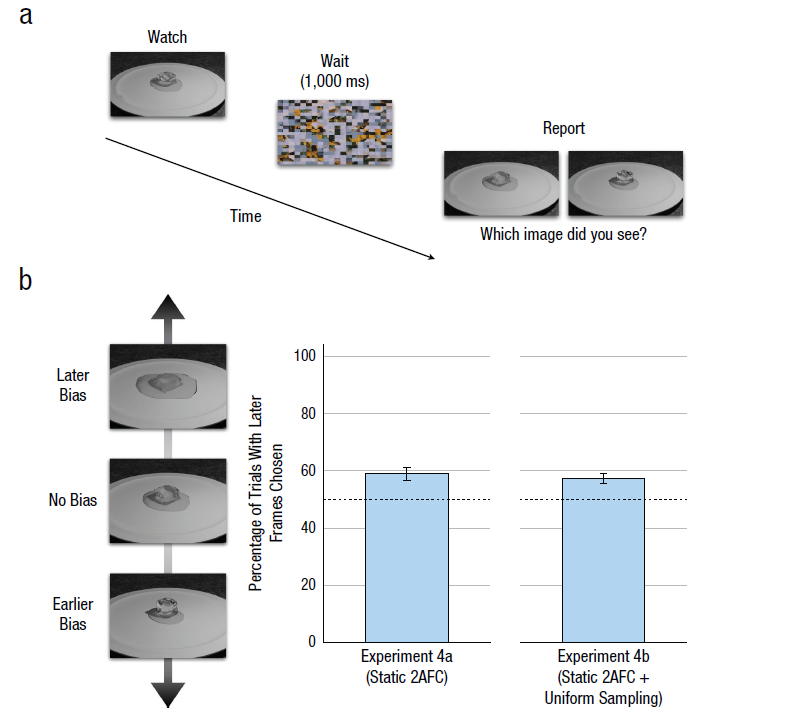 a
Watch
Wait
(1,000 ms)
Report
Time
Which image did you see?
b
Later
Bias
No Bias
Earlier
Bias
Percentage of Trials With Later
Frames Chosen
100
80
60
40
20
0
Experiment 4a
(Static 2AFC)
Experiment 4b
(Static 2AFC +
Uniform Sampling)